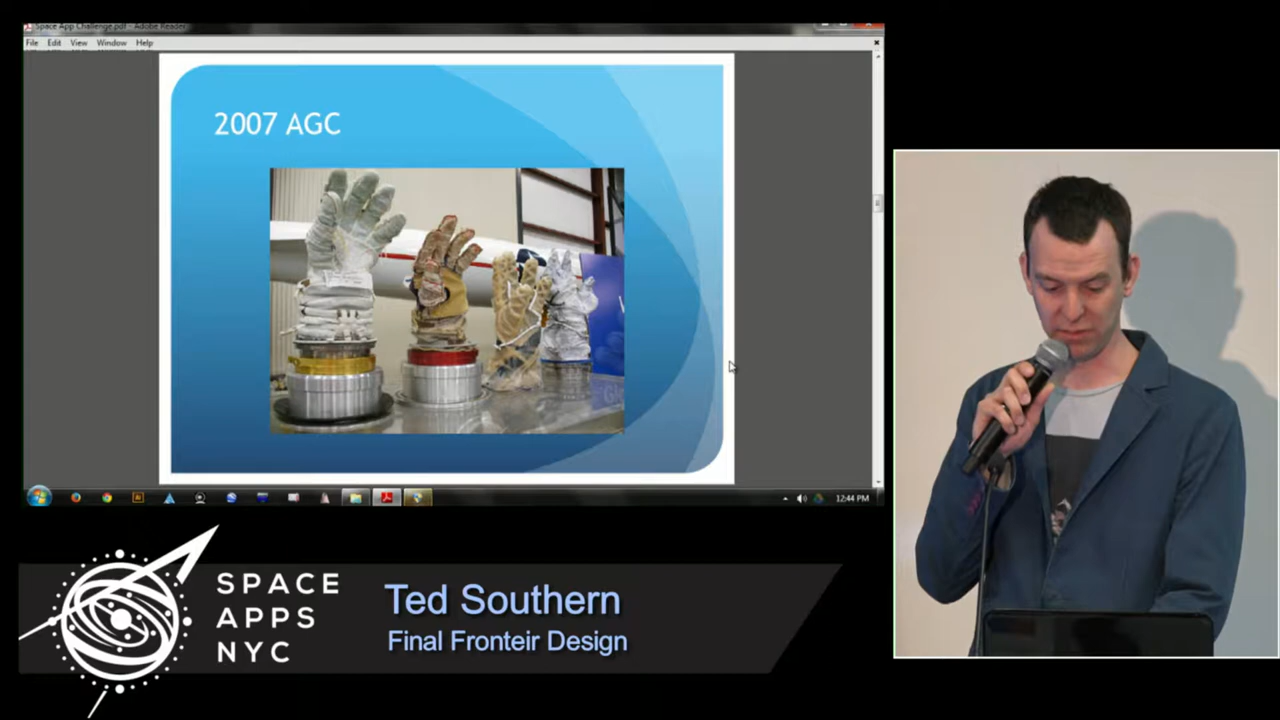 Space App Challenge.pdf - Adobe Reader
File Edit View Window Help
2007 AGC
12:44 PM
SPACE
APPS
NYC
Ted Southern
Final Fronteir Design